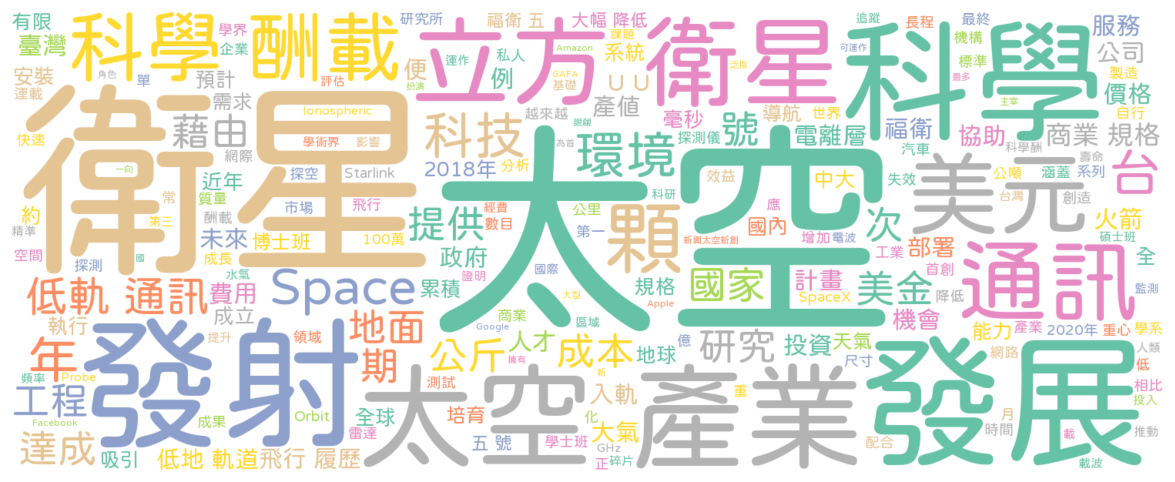 有限 科學 酬載 學界 研究所 福衛 五 大幅 降低 追蹤 長程 最終 服務
臺灣 企業 立方 衛星 課題 科學 機構 公司
安裝 單 預計 評估 運作 私人 Amazon 系統 可運作 標準 製造
運載 需求 Ionospheric 便 扮演 例 GAFA 基礎 U U 泛指 最多 主宰 價格 自行
快速 衛星 藉由 學術界 科技 越來越 產值 毫秒 導航 世界 福衛 協助 商業 規格
網際 為首 環境 探測儀 號 電離層 汽車 科學酬 壽命
一向 近年 探空 Starlink 2018年 分析 太空 科研 效益 中大 失效 美元 公噸 涵蓋 系列 台
約 常 質量 市場 飛行 提供 經費 數目 公里 顆 應 次 台灣 創造 火箭
精準 第三 酬載 未來 博士班 100萬 第一 新興太空新創 國內 增加 電波 部署 碩士班
空間 探測 國 成長 政府 證明 國際 工業 首創 通訊 全 監測
低軌 通訊 水氣 費用 Space 累積 規格 國家 計畫 SpaceX 美金 降低
執行 成立 地面 商業 大型 Apple 機會 能力 產業 2020年 重心 學系
年 發射 提升 領域 期 Google 區域 公斤 人才 成本 地球 億 研究 投資 天氣 網路 人類
頻率 Probe 角色 測試 擁有 入軌 重 尺寸 發展 低 相比
工程 Facebook 成果 Orbit 全球 太空 產業 培育 化 大氣 月 投入
達成 吸引 雷達 五 號 學士班 GHz 配合 時間 載 推動
低地 軌道 飛行 履歷 正 碎片 載波